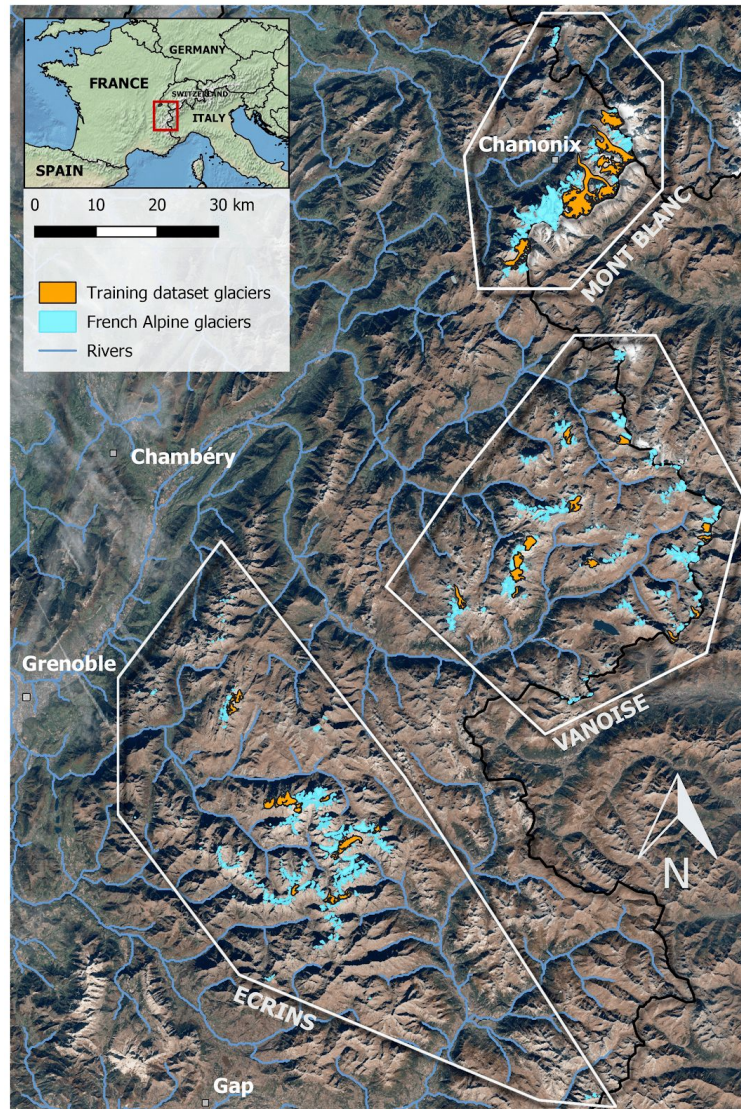 GERMANY
FRANCE
SWITZERLAND
ITALY
SPAIN
0 10 20 30 km
Training dataset glaciers
French Alpine glaciers
Rivers
Chamonix
MONT BLANC
Chambéry
Grenoble
VANOISE
N
ECRINS
Gap